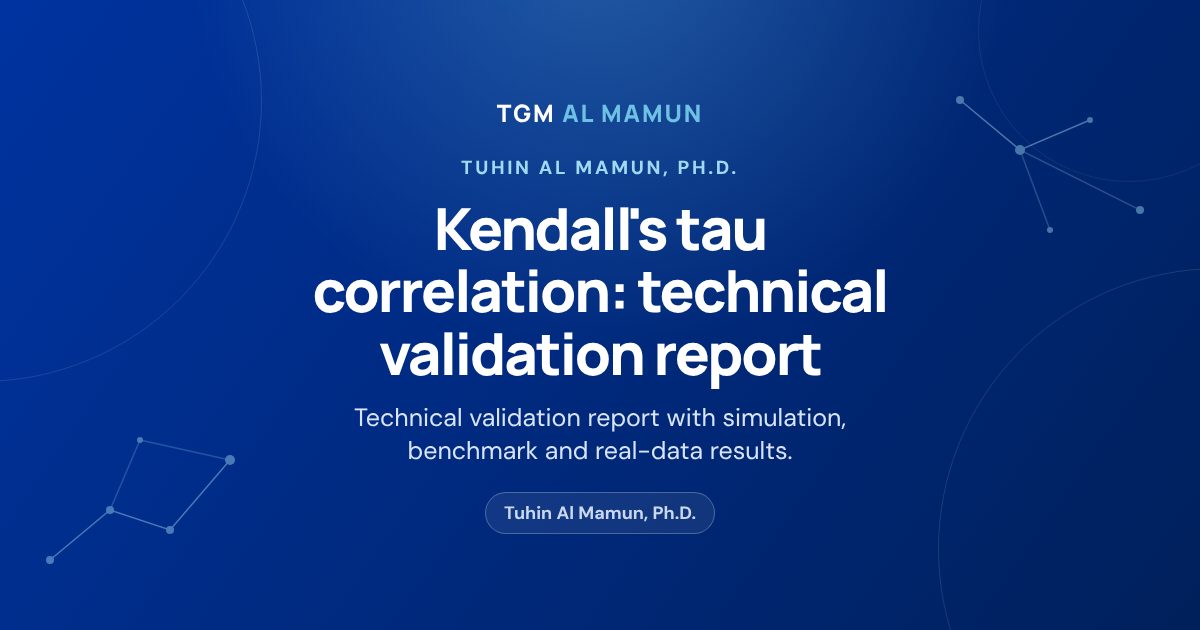 TGM AL MAMUN
TUHIN AL MAMUN, PH.D.
Kendall's tau
correlation: technical
validation report
Technical validation report with simulation,
benchmark and real-data results.
Tuhin Al Mamun, Ph.D.